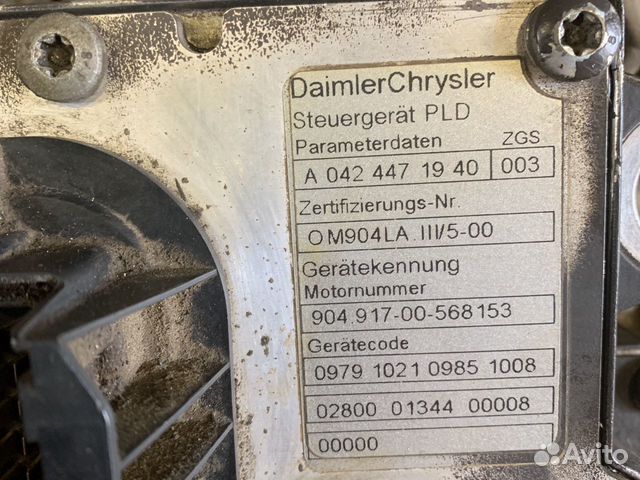 DaimlerChrysler
Steuergerät PLD
Parameterdaten ZGS
A 042 447 19 40 003
Zertifizierungs-Nr.
OM904LA.III/5-00
Gerätekennung
Motornummer
904.917-00-568153
Gerätecode
0979 1021 0985 1008
02800 01344 00008
00000
Avito